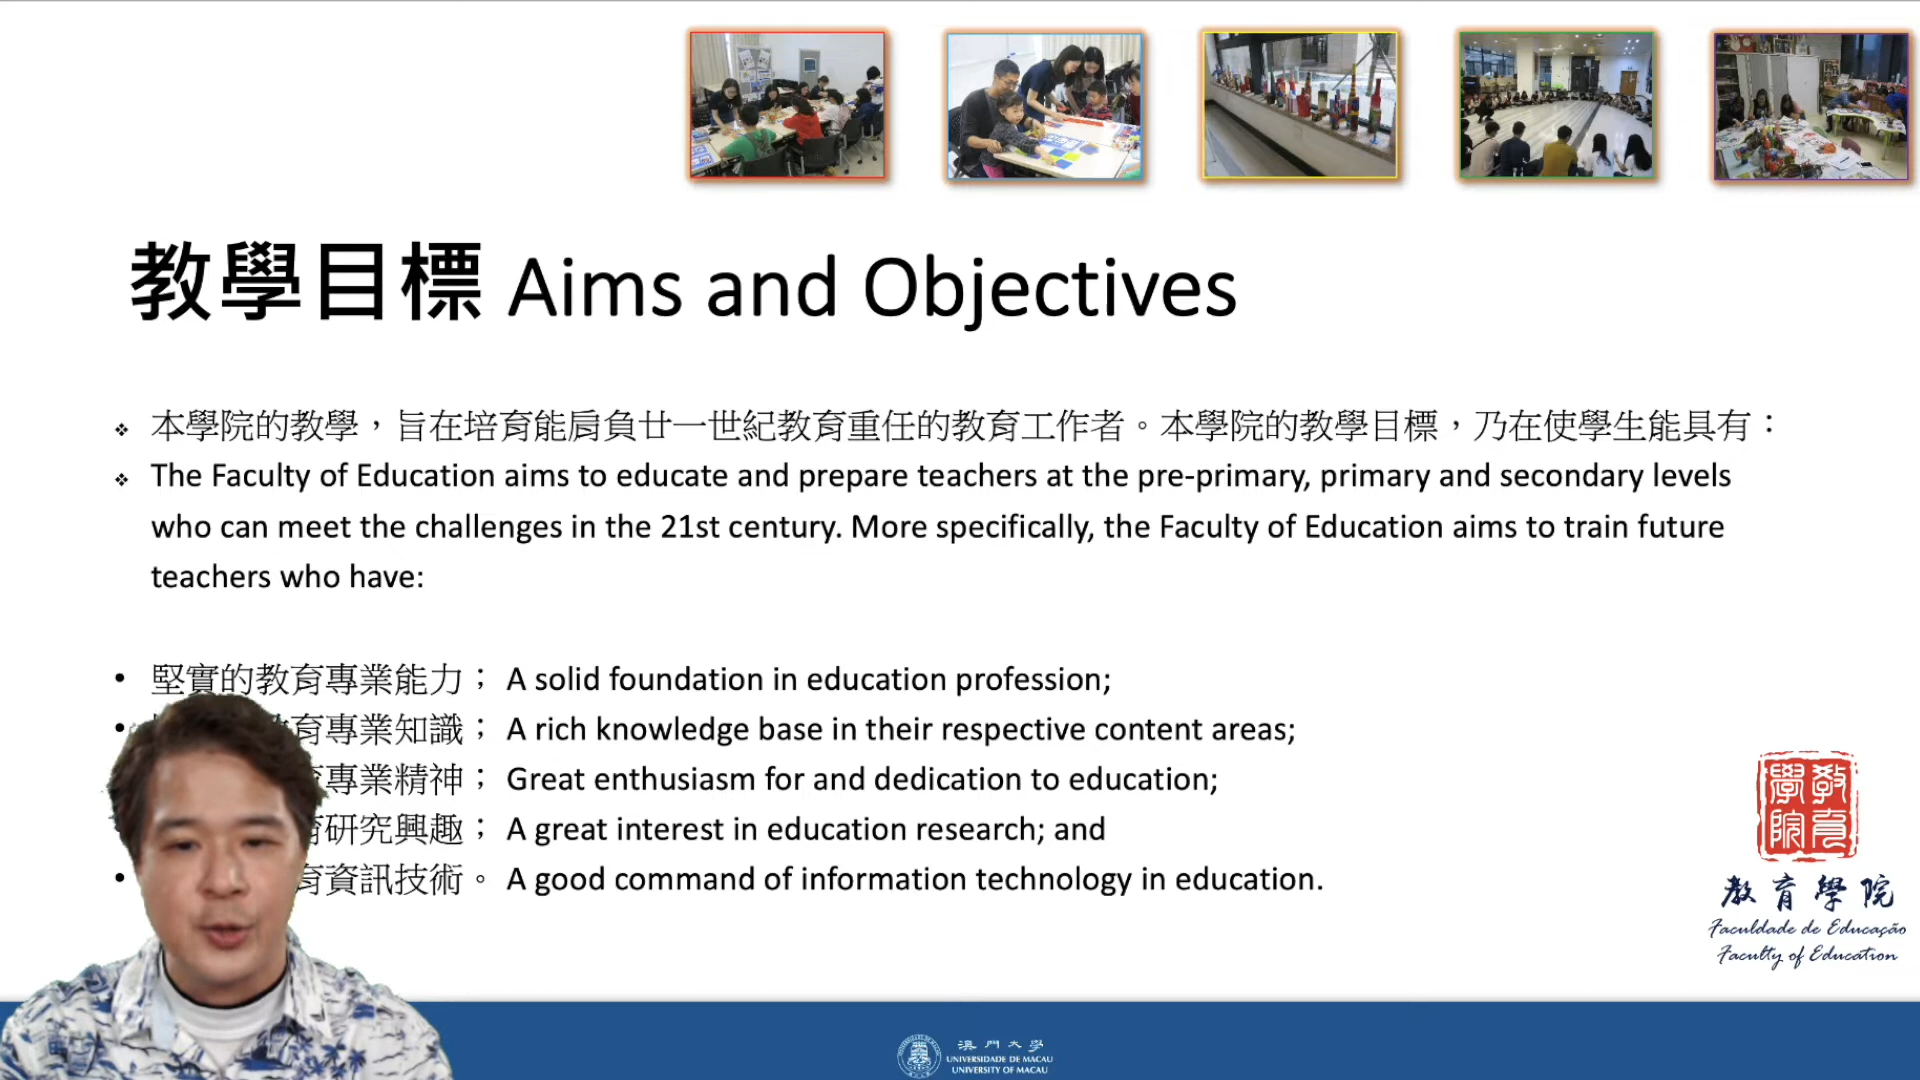 教學目標 Aims and Objectives
本學院的教學，旨在培育能肩負廿一世紀教育重任的教育工作者。本學院的教學目標，乃在使學生能具有：
The Faculty of Education aims to educate and prepare teachers at the pre-primary, primary and secondary levels
who can meet the challenges in the 21st century. More specifically, the Faculty of Education aims to train future
teachers who have:
堅實的教育專業能力； A solid foundation in education profession;
育專業知識； A rich knowledge base in their respective content areas;
專業精神； Great enthusiasm for and dedication to education;
研究興趣； A great interest in education research; and
育資訊技術。 A good command of information technology in education.
教育學院
教育學院
Faculdade de Educação
Faculty of Education
澳門大學
UNIVERSIDADE DE MACAU
UNIVERSITY OF MACAU